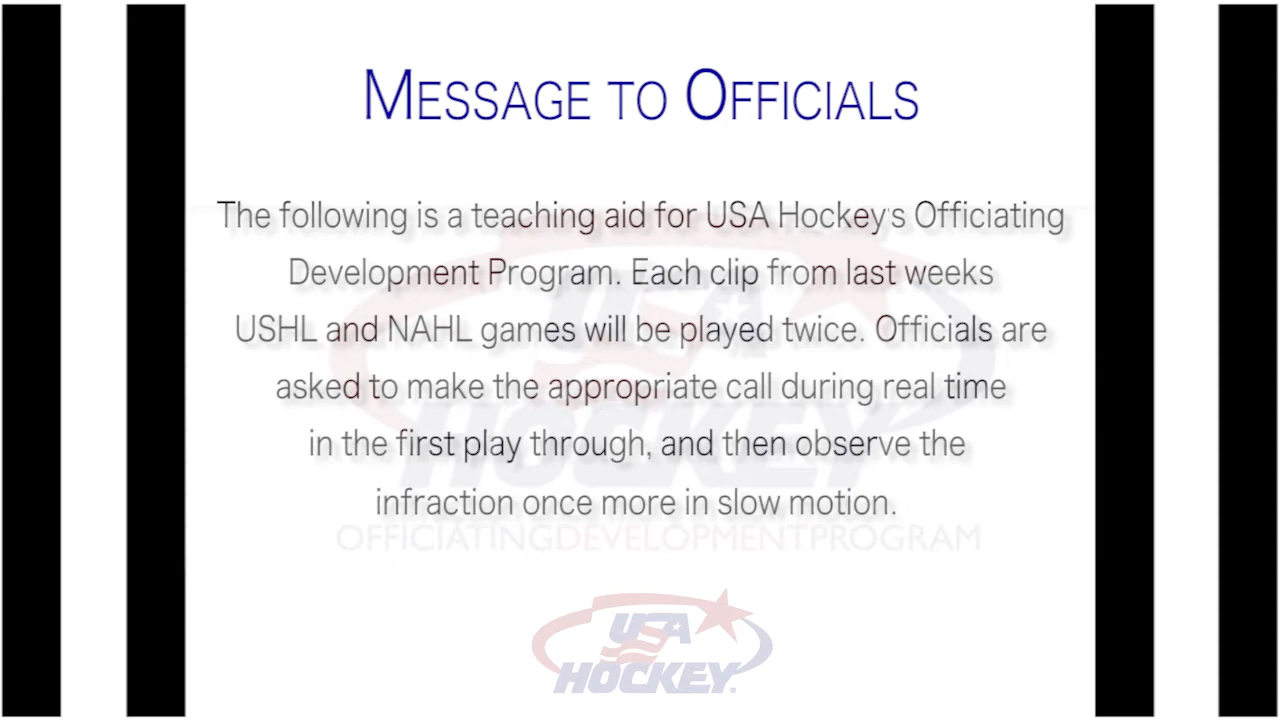 MESSAGE TO OFFICIALS
The following is a teaching aid for USA Hockey's Officiating
Development Program. Each clip from last weeks
USHL and NAHL games will be played twice. Officials are
asked to make the appropriate call during real time
in the first play through, and then observe the
infraction once more in slow motion.
USA
HOCKEY
OFFICIATINGDEVELOPMENTPROGRAM
USA
HOCKEY